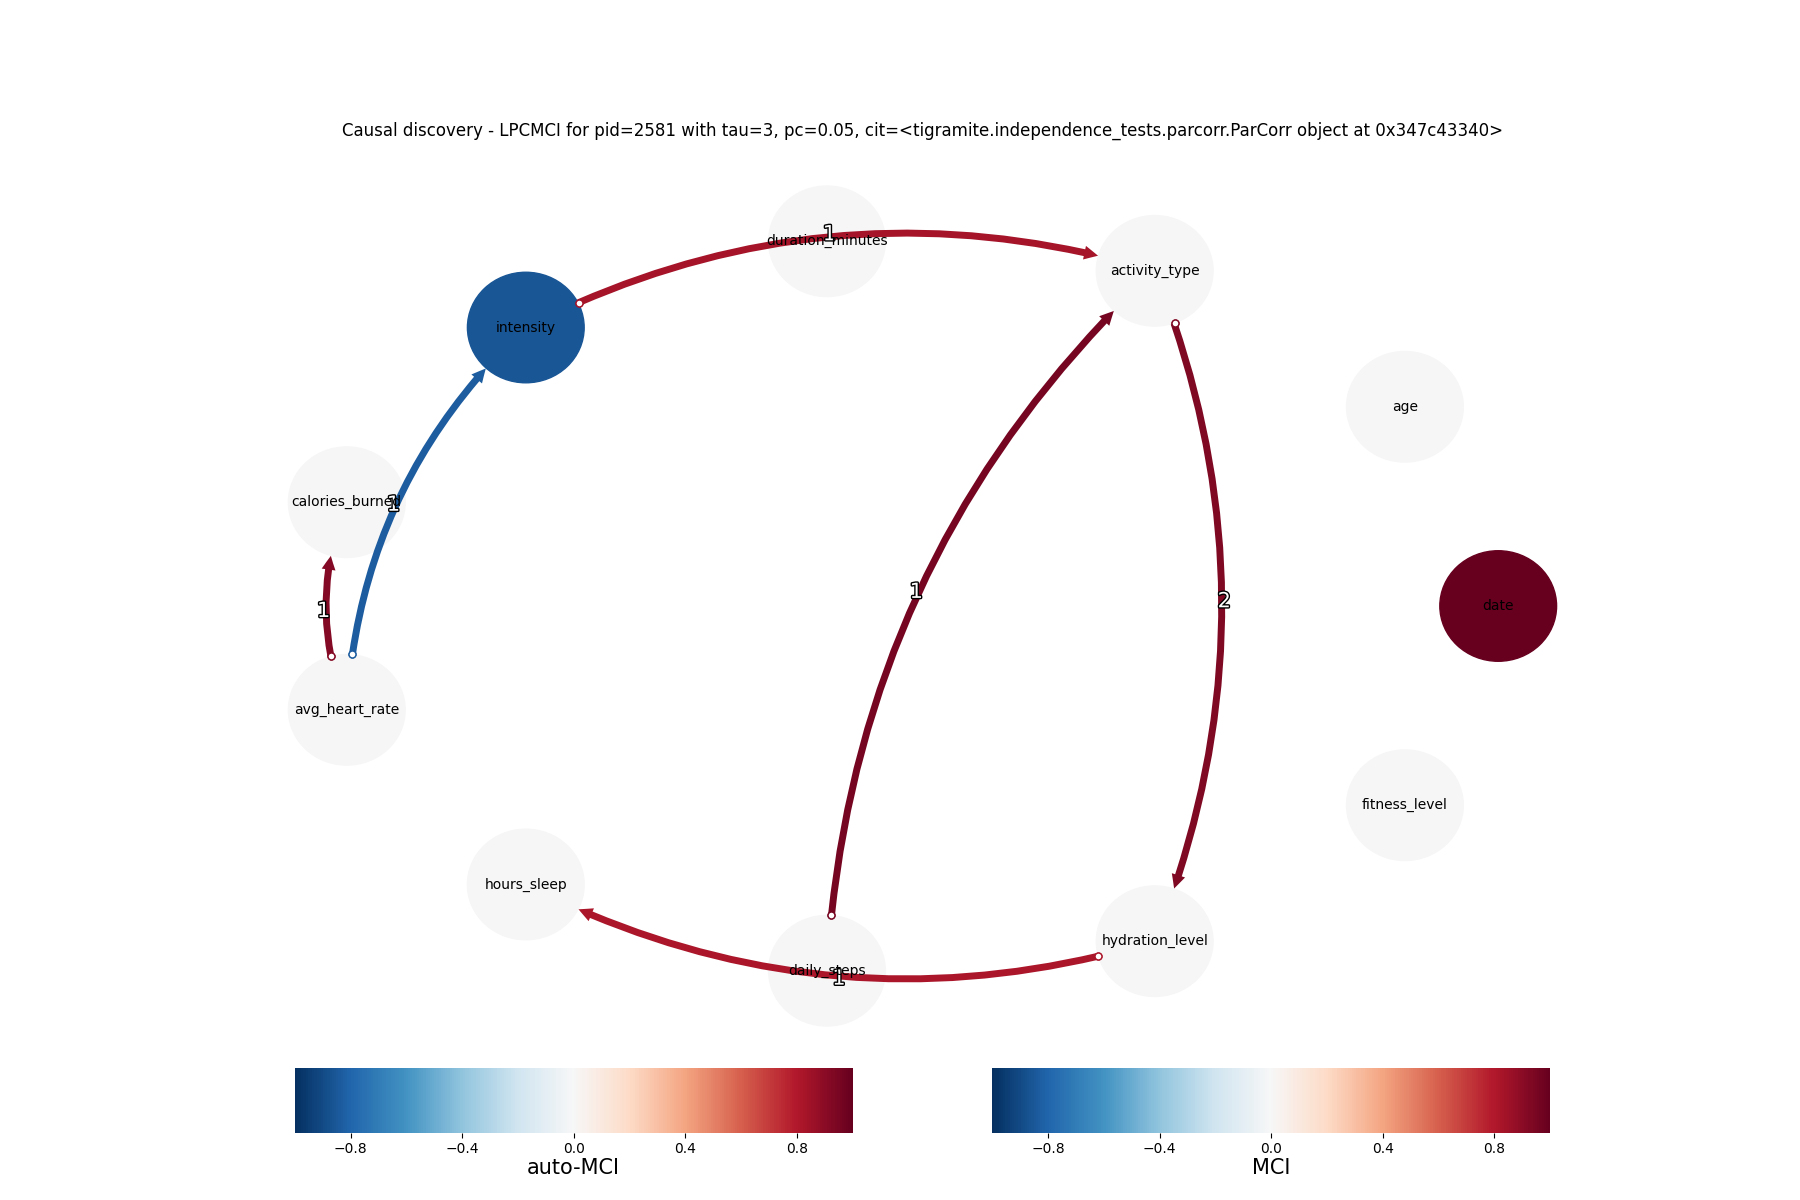 Causal discovery - LPCMCI for pid=2581 with tau=3, pc=0.05, cit=<tigramite.independence_tests.parcorr.ParCorr object at 0x347c43340>
1
duration_minutes
activity_type
intensity
age
calories_burned
1
1
1
2
date
avg_heart_rate
fitness_level
hours_sleep
hydration_level
daily_steps
1
−0.8 −0.4 0.0 0.4 0.8
auto-MCI
−0.8 −0.4 0.0 0.4 0.8
MCI